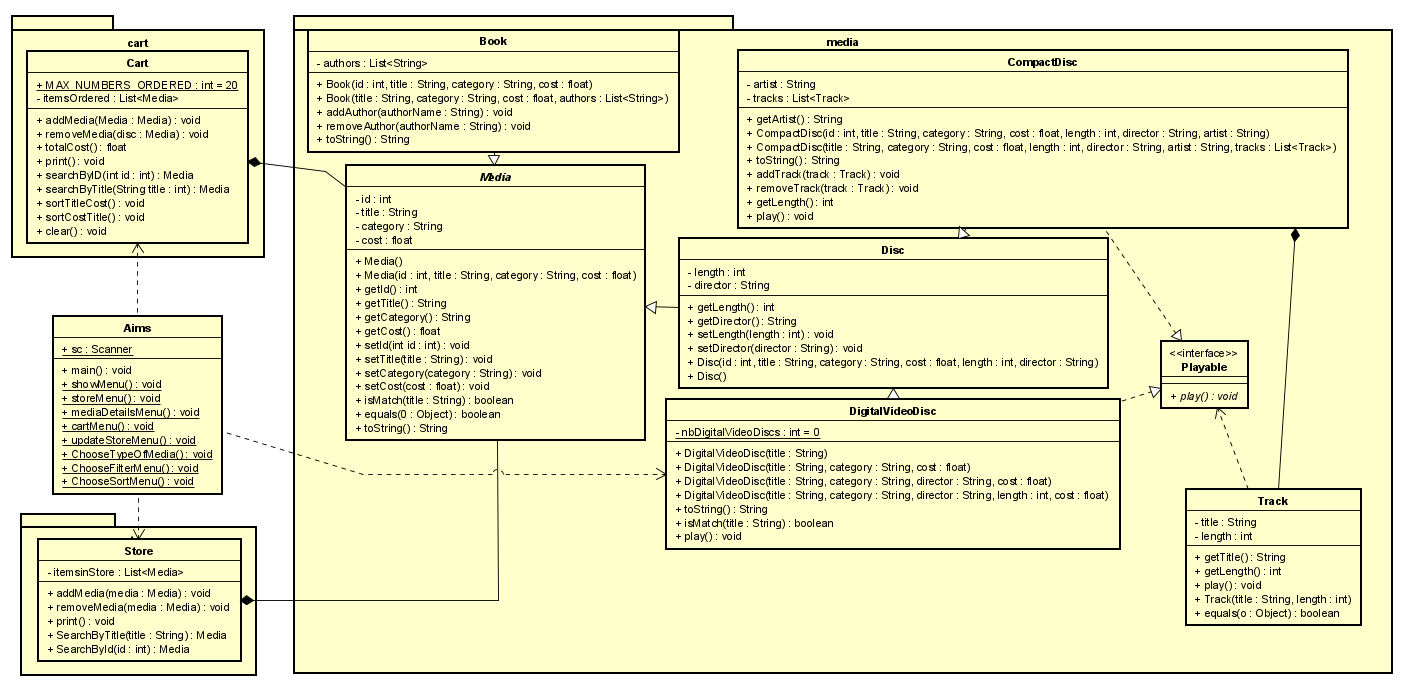 cart
Cart
+ MAX_NUMBERS_ORDERED : int = 20
- itemsOrdered : List<Media>
+ addMedia(Media : Media) : void
+ removeMedia(disc : Media) : void
+ totalCost() : float
+ print() : void
+ searchByID(int id : int) : Media
+ searchByTitle(String title : int) : Media
+ sortTitleCost() : void
+ sortCostTitle() : void
+ clear() : void
Aims
+ sc : Scanner
+ main() : void
+ showMenu() : void
+ storeMenu() : void
+ mediaDetailsMenu() : void
+ cartMenu() : void
+ updateStoreMenu() : void
+ ChooseTypeOfMedia() : void
+ ChooseFilterMenu() : void
+ ChooseSortMenu() : void
Store
- itemsinStore : List<Media>
+ addMedia(media : Media) : void
+ removeMedia(media : Media) : void
+ print() : void
+ SearchByTitle(title : String) : Media
+ SearchById(id : int) : Media
media
Book
- authors : List<String>
+ Book(id : int, title : String, category : String, cost : float)
+ Book(title : String, category : String, cost : float, authors : List<String>)
+ addAuthor(authorName : String) : void
+ removeAuthor(authorName : String) : void
+ toString() : String
Media
- id : int
- title : String
- category : String
- cost : float
+ Media()
+ Media(id : int, title : String, category : String, cost : float)
+ getId() : int
+ getTitle() : String
+ getCategory() : String
+ getCost() : float
+ setId(int id : int) : void
+ setTitle(title : String) : void
+ setCategory(category : String) : void
+ setCost(cost : float) : void
+ isMatch(title : String) : boolean
+ equals(0 : Object) : boolean
+ toString() : String
CompactDisc
- artist : String
- tracks : List<Track>
+ getArtist() : String
+ CompactDisc(id : int, title : String, category : String, cost : float, length : int, director : String, artist : String)
+ CompactDisc(title : String, category : String, cost : float, length : int, director : String, artist : String, tracks : List<Track>)
+ toString() : String
+ addTrack(track : Track) : void
+ removeTrack(track : Track) : void
+ getLength() : int
+ play() : void
Disc
- length : int
- director : String
+ getLength() : int
+ getDirector() : String
+ setLength(length : int) : void
+ setDirector(director : String) : void
+ Disc(id : int, title : String, category : String, cost : float, length : int, director : String)
+ Disc()
DigitalVideoDisc
- nbDigitalVideoDiscs : int = 0
+ DigitalVideoDisc(title : String)
+ DigitalVideoDisc(title : String, category : String, cost : float)
+ DigitalVideoDisc(title : String, category : String, director : String, cost : float)
+ DigitalVideoDisc(title : String, category : String, director : String, length : int, cost : float)
+ toString() : String
+ isMatch(title : String) : boolean
+ play() : void
<<interface>>
Playable
+ play() : void
Track
- title : String
- length : int
+ getTitle() : String
+ getLength() : int
+ play() : void
+ Track(title : String, length : int)
+ equals(o : Object) : boolean